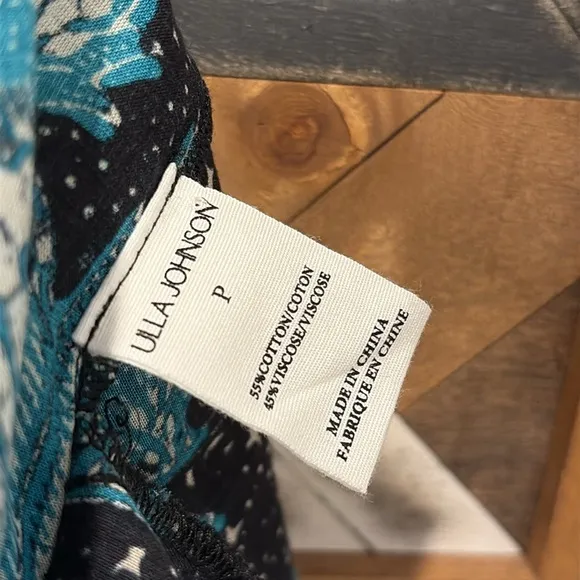 ULLA JOHNSON
P
55%COTTON/COTON
45%VISCOSE/VISCOSE
MADE IN CHINA
FABRIQUE EN CHINE